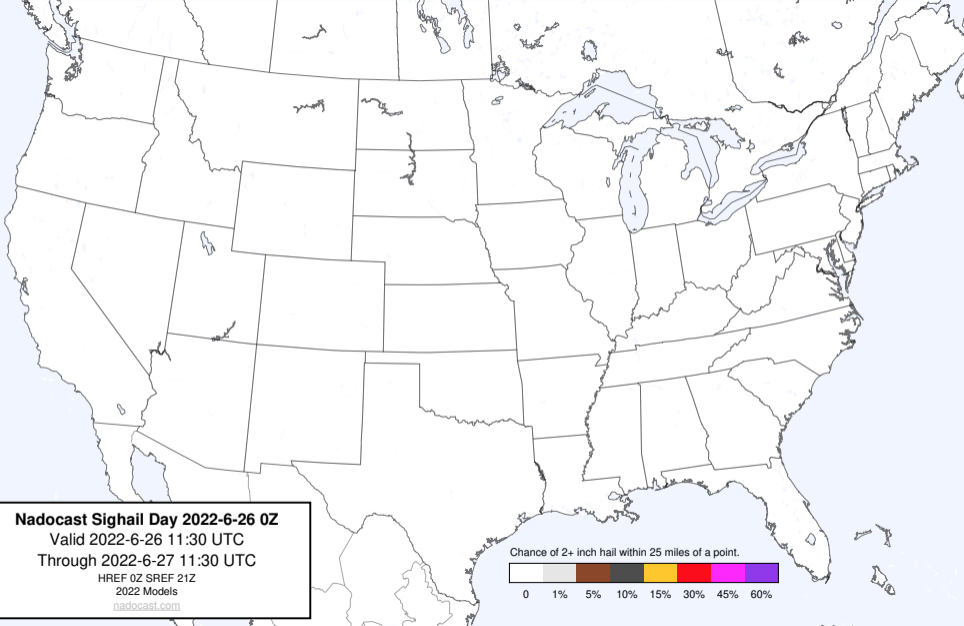 Nadocast Sighail Day 2022-6-26 0Z
Valid 2022-6-26 11:30 UTC
Through 2022-6-27 11:30 UTC
HREF 0Z SREF 21Z
2022 Models
nadocast.com
Chance of 2+ inch hail within 25 miles of a point.
0 1% 5% 10% 15% 30% 45% 60%